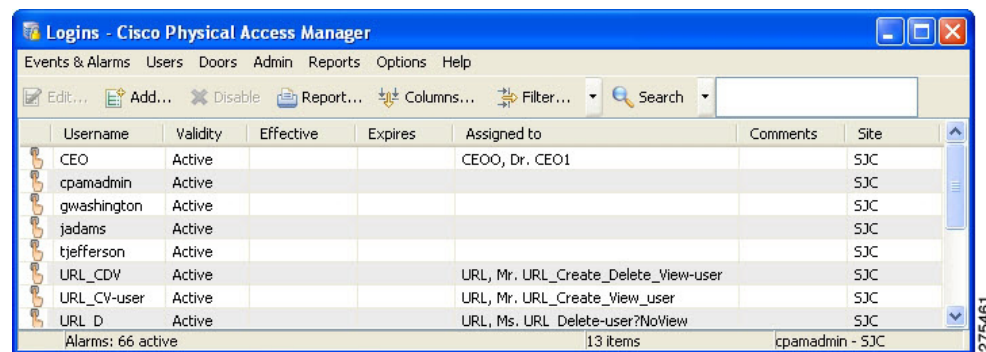 Logins - Cisco Physical Access Manager
Events & Alarms Users Doors Admin Reports Options Help
Edit... Add... Disable Report... Columns... Filter... Search
Username Validity Effective Expires Assigned to Comments Site
CEO Active CEOO, Dr. CEO1 SJC
cpamadmin Active SJC
gwashington Active SJC
jadams Active SJC
tjefferson Active SJC
URL_CDV Active URL, Mr. URL_Create_Delete_View-user SJC
URL_CV-user Active URL, Mr. URL_Create_View_user SJC
URL_D Active URL, Ms. URL_Delete-user?NoView SJC
Alarms: 66 active 13 items cpamadmin - SJC
275461